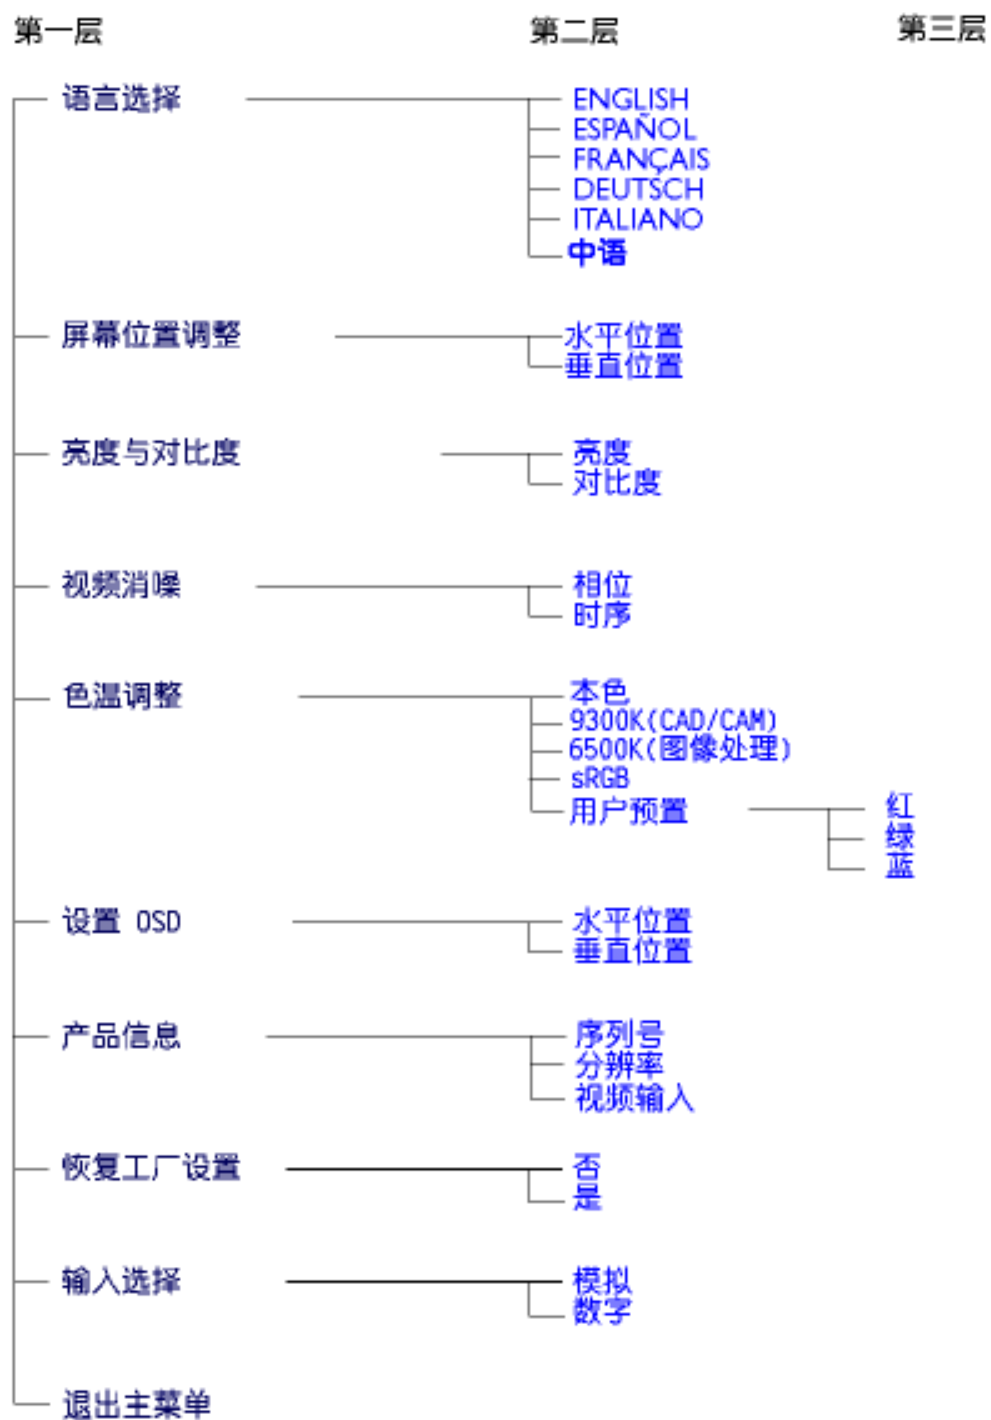 第一层 第二层 第三层
语言选择 ENGLISH
ESPAÑOL
FRANÇAIS
DEUTSCH
ITALIANO
中语
屏幕位置调整 水平位置
垂直位置
亮度与对比度 亮度
对比度
视频消噪 相位
时序
色温调整 本色
9300K(CAD/CAM)
6500K(图像处理)
sRGB
用户预置 红
绿
蓝
设置 OSD 水平位置
垂直位置
产品信息 序列号
分辨率
视频输入
恢复工厂设置 否
是
输入选择 模拟
数字
退出主菜单